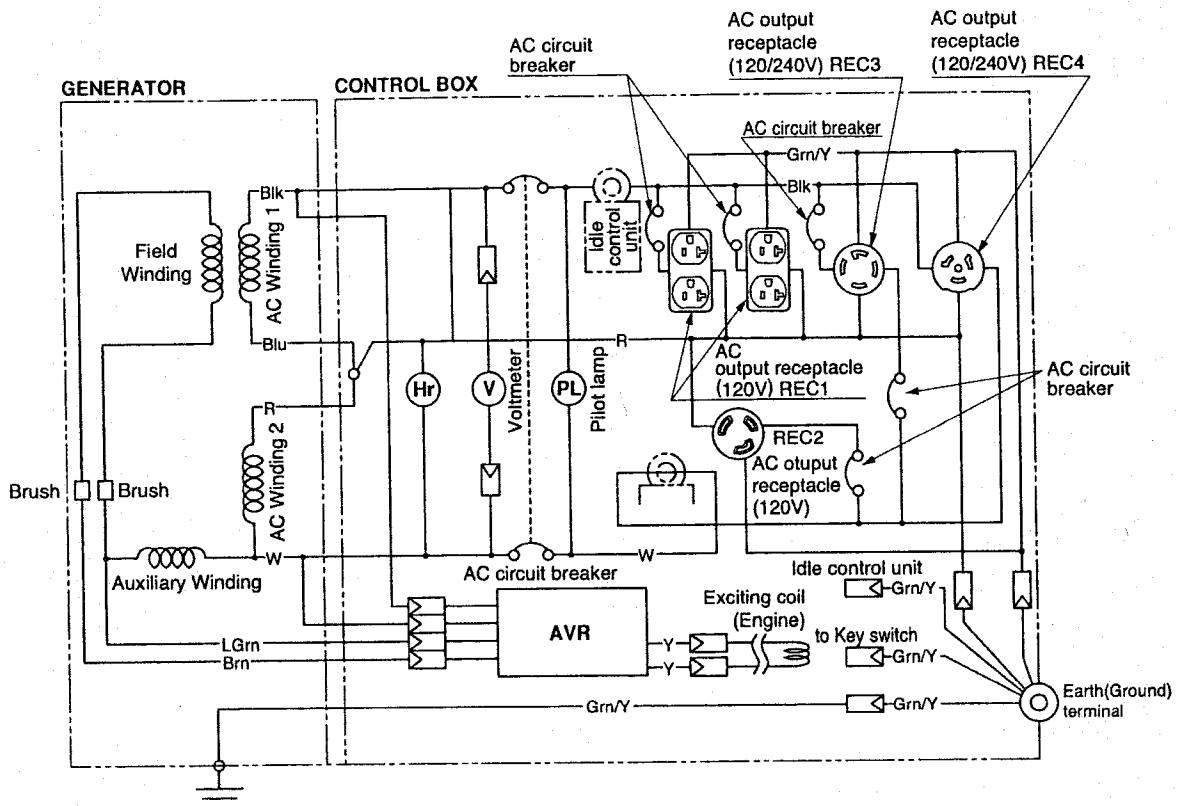 AC output
receptacle
(120/240V) REC3
AC output
receptacle
(120/240V) REC4
AC circuit
breaker
GENERATOR
CONTROL BOX
AC circuit breaker
Grn/Y
Blk
Blk
Field
Winding
AC Winding 1
Idle
control
unit
Blu
R
AC
output receptacle
(120V) REC1
AC circuit
breaker
Hr
V
Voltmeter
PL
Pilot lamp
R
REC2
AC otuput
receptacle
(120V)
AC Winding 2
Brush
Brush
W
W
Auxiliary Winding
AC circuit breaker
Idle control unit
Grn/Y
Exciting coil
(Engine)
AVR
to Key switch
Y
Y
Grn/Y
LGrn
Brn
Grn/Y
Grn/Y
Earth(Ground)
terminal